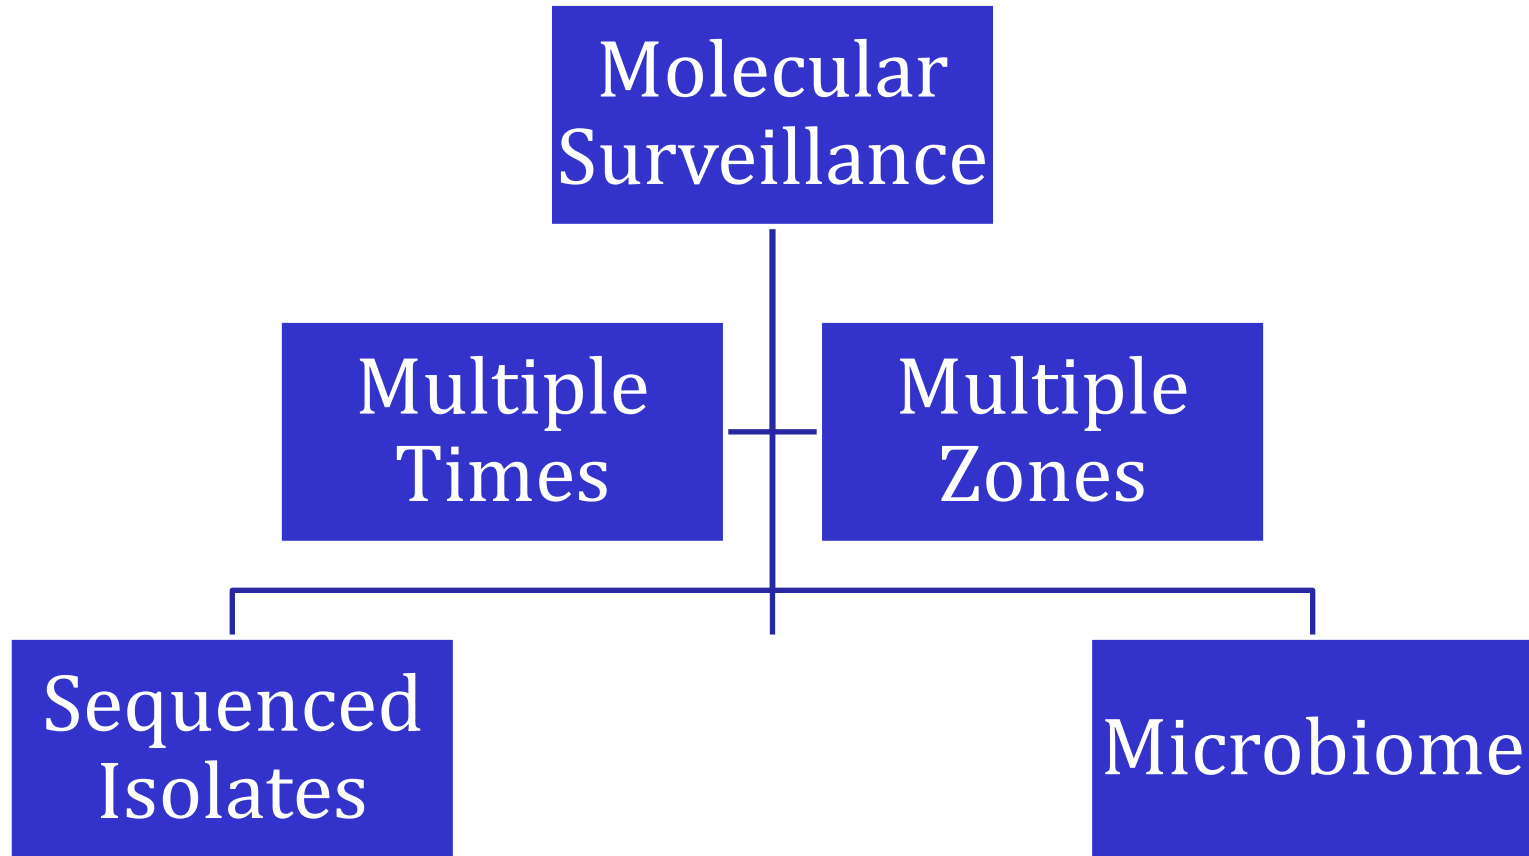 Molecular
Surveillance
Multiple
Times
Multiple
Zones
Sequenced
Isolates
Microbiome